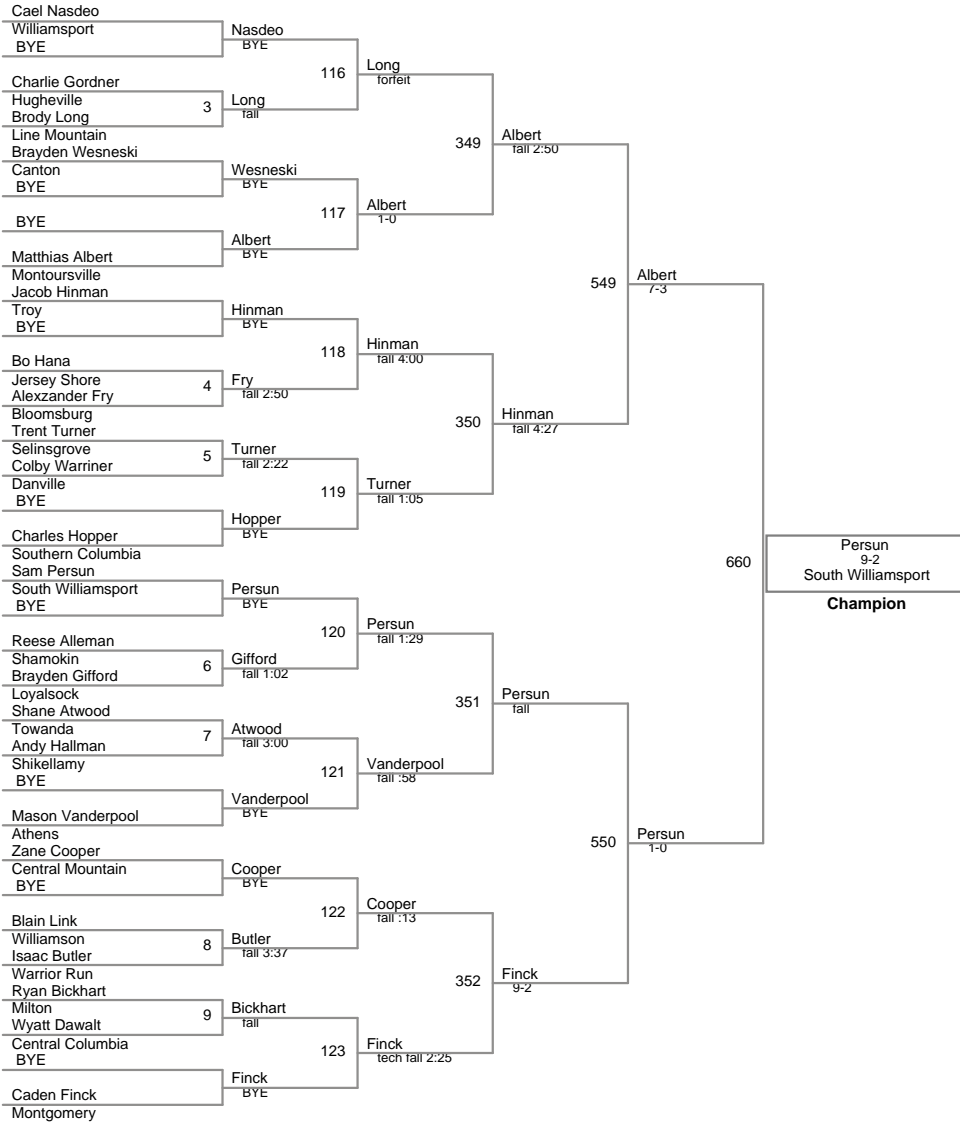 Cael Nasdeo
Williamsport
BYE
Charlie Gordner
Hugheville
Brody Long
Line Mountain
Brayden Wesneski
Canton
BYE
BYE
Matthias Albert
Montoursville
Jacob Hinman
Troy
BYE
Bo Hana
Jersey Shore
Alexzander Fry
Bloomsburg
Trent Turner
Selinsgrove
Colby Warriner
Danville
BYE
Charles Hopper
Southern Columbia
Sam Persun
South Williamsport
BYE
Reese Alleman
Shamokin
Brayden Gifford
Loyalsock
Shane Atwood
Towanda
Andy Hallman
Shikellamy
BYE
Mason Vanderpool
Athens
Zane Cooper
Central Mountain
BYE
Blain Link
Williamson
Isaac Butler
Warrior Run
Ryan Bickhart
Milton
Wyatt Dawalt
Central Columbia
BYE
Caden Finck
Montgomery
3
4
5
6
7
8
9
Nasdeo
BYE
Long
fall
Wesneski
BYE
Albert
BYE
Hinman
BYE
Fry
fall 2:50
Turner
fall 2:22
Hopper
BYE
Persun
BYE
Gifford
fall 1:02
Atwood
fall 3:00
Vanderpool
BYE
Cooper
BYE
Butler
fall 3:37
Bickhart
fall
Finck
BYE
116
117
118
119
120
121
122
123
Long
forfeit
Albert
1-0
Hinman
fall 4:00
Turner
fall 1:05
Persun
fall 1:29
Vanderpool
fall :58
Cooper
fall :13
Finck
tech fall 2:25
349
350
351
352
Albert
fall 2:50
Hinman
fall 4:27
Persun
fall
Finck
9-2
549
550
Albert
7-3
Persun
1-0
660
Persun
9-2
South Williamsport
Champion